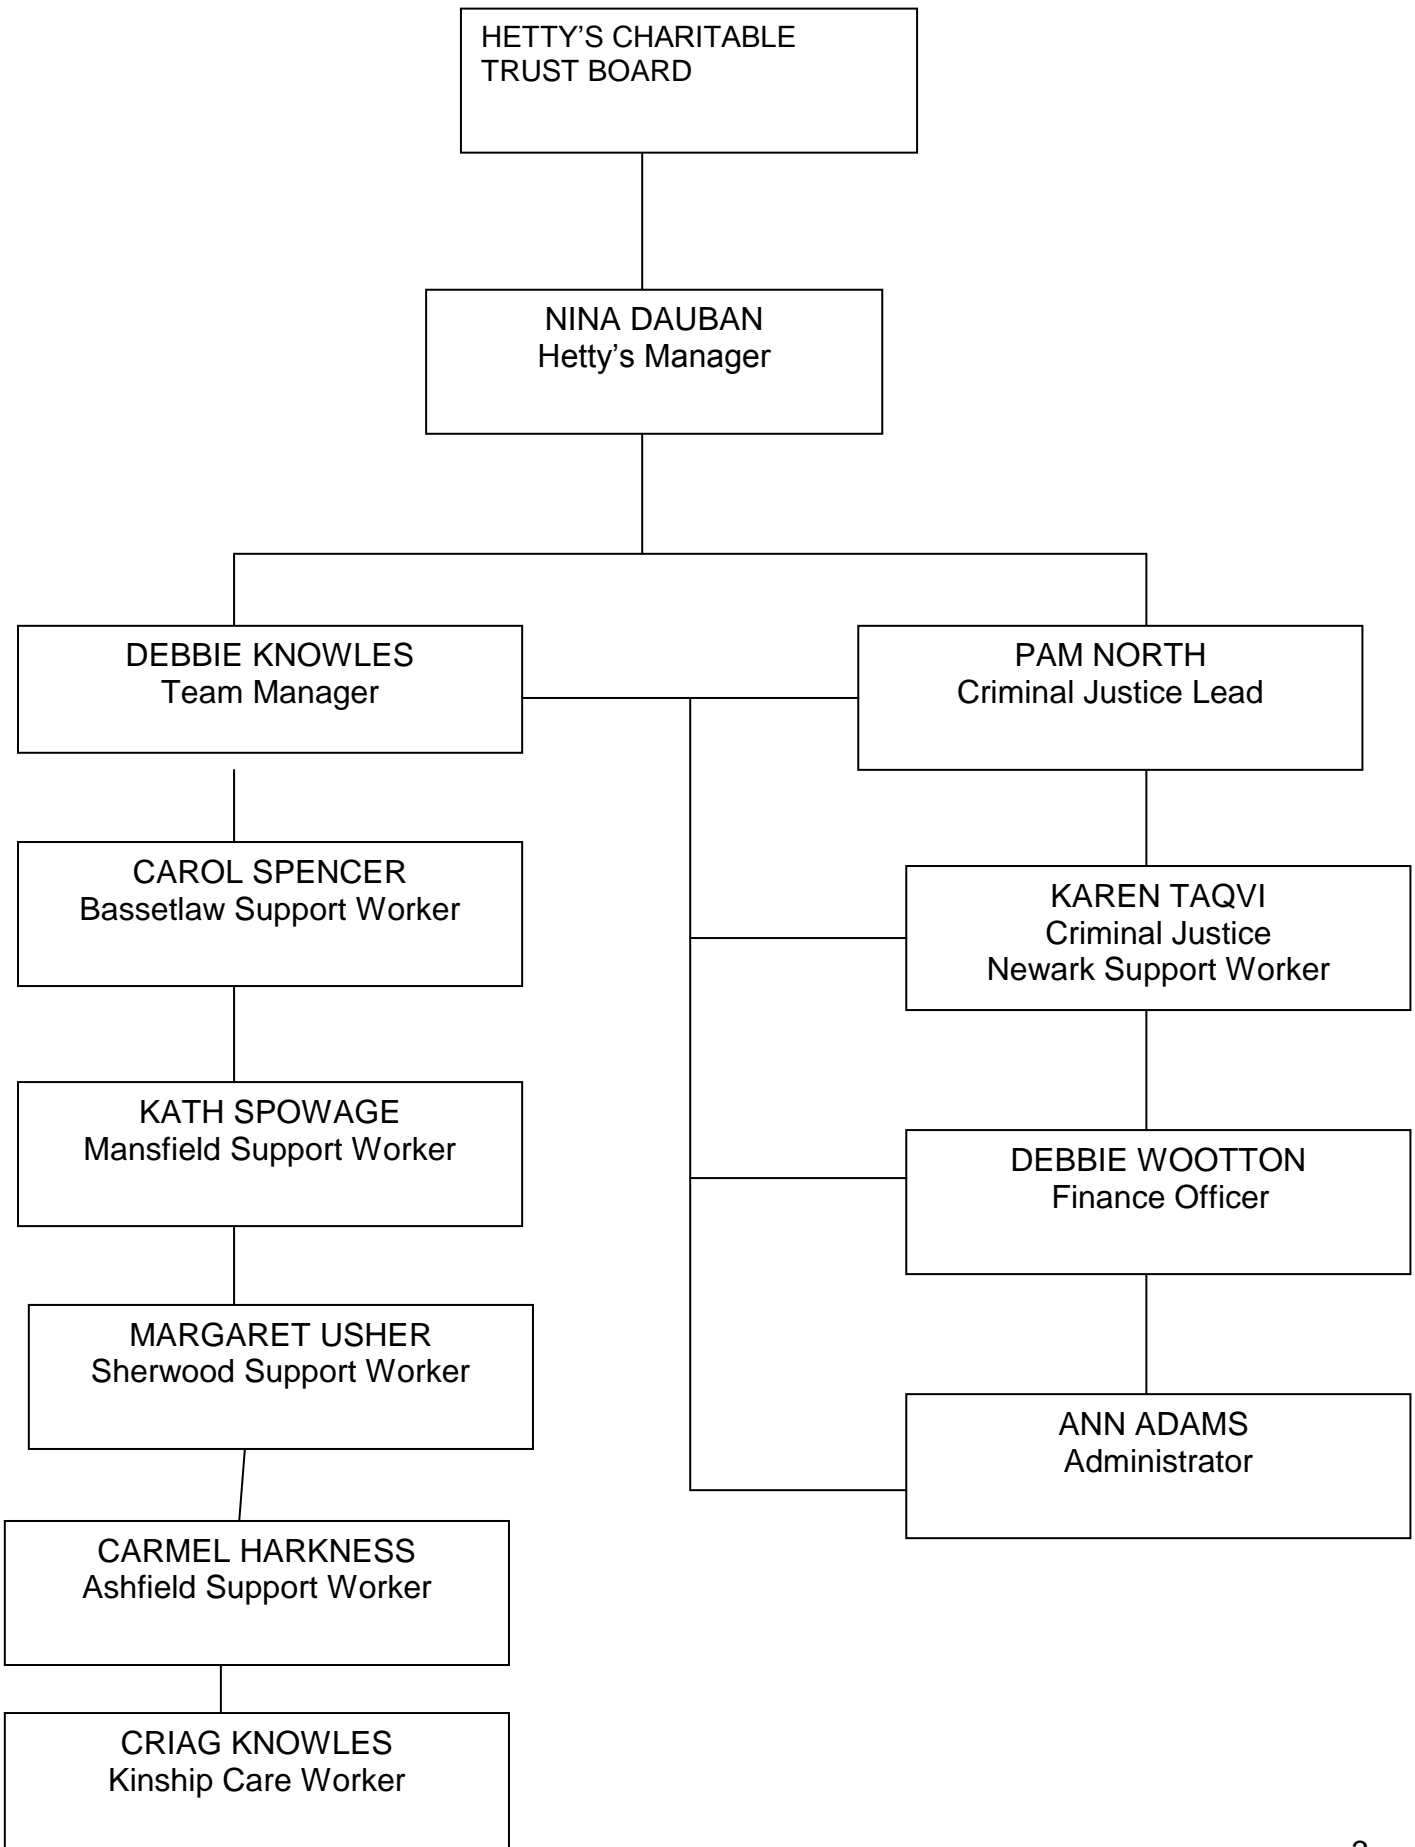 HETTY’S CHARITABLE
TRUST BOARD
NINA DAUBAN
Hetty’s Manager
DEBBIE KNOWLES
Team Manager
PAM NORTH
Criminal Justice Lead
CAROL SPENCER
Bassetlaw Support Worker
KAREN TAQVI
Criminal Justice
Newark Support Worker
KATH SPOWAGE
Mansfield Support Worker
DEBBIE WOOTTON
Finance Officer
MARGARET USHER
Sherwood Support Worker
ANN ADAMS
Administrator
CARMEL HARKNESS
Ashfield Support Worker
CRIAG KNOWLES
Kinship Care Worker